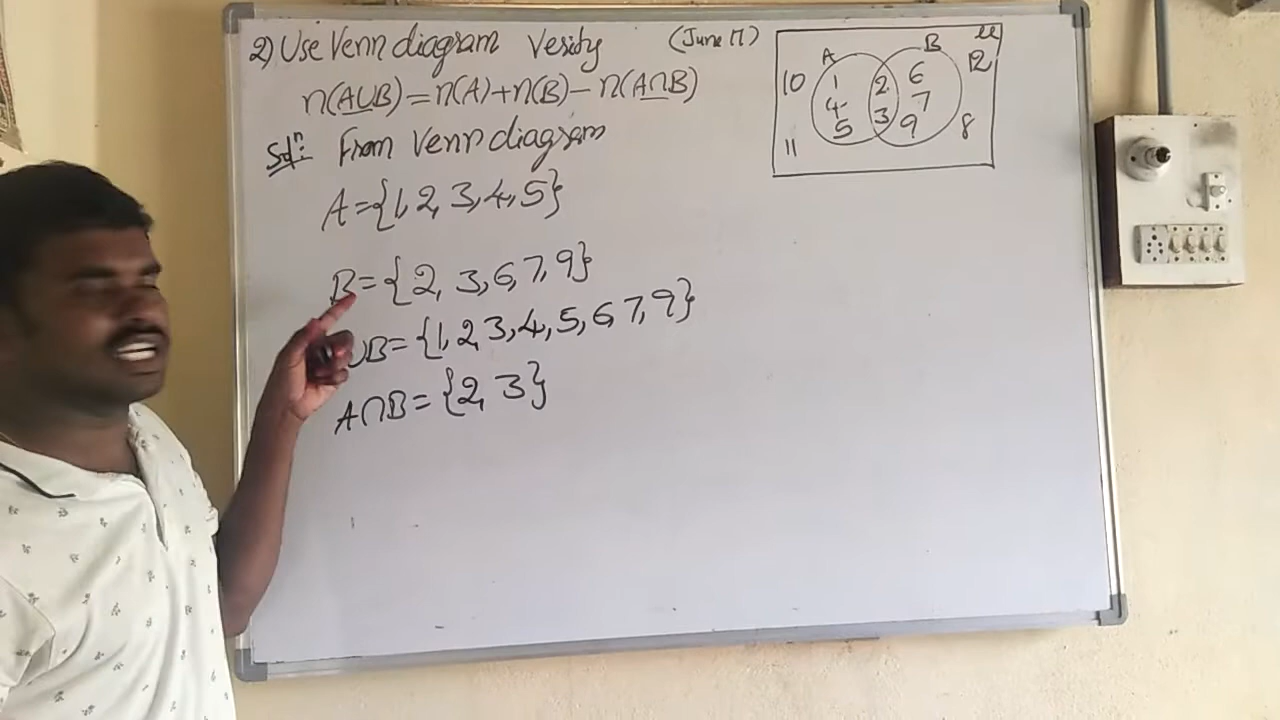 2) Use Venn diagram Verify (June 17)
n(A∪B)=n(A)+n(B)-n(A∩B)
Solⁿ: From Venn diagram
A={1,2,3,4,5}
B={2,3,6,7,9}
∪B={1,2,3,4,5,6,7,9}
A∩B={2,3}
A B u
10 1 2 6 12
4 3 7
5 9 8
11